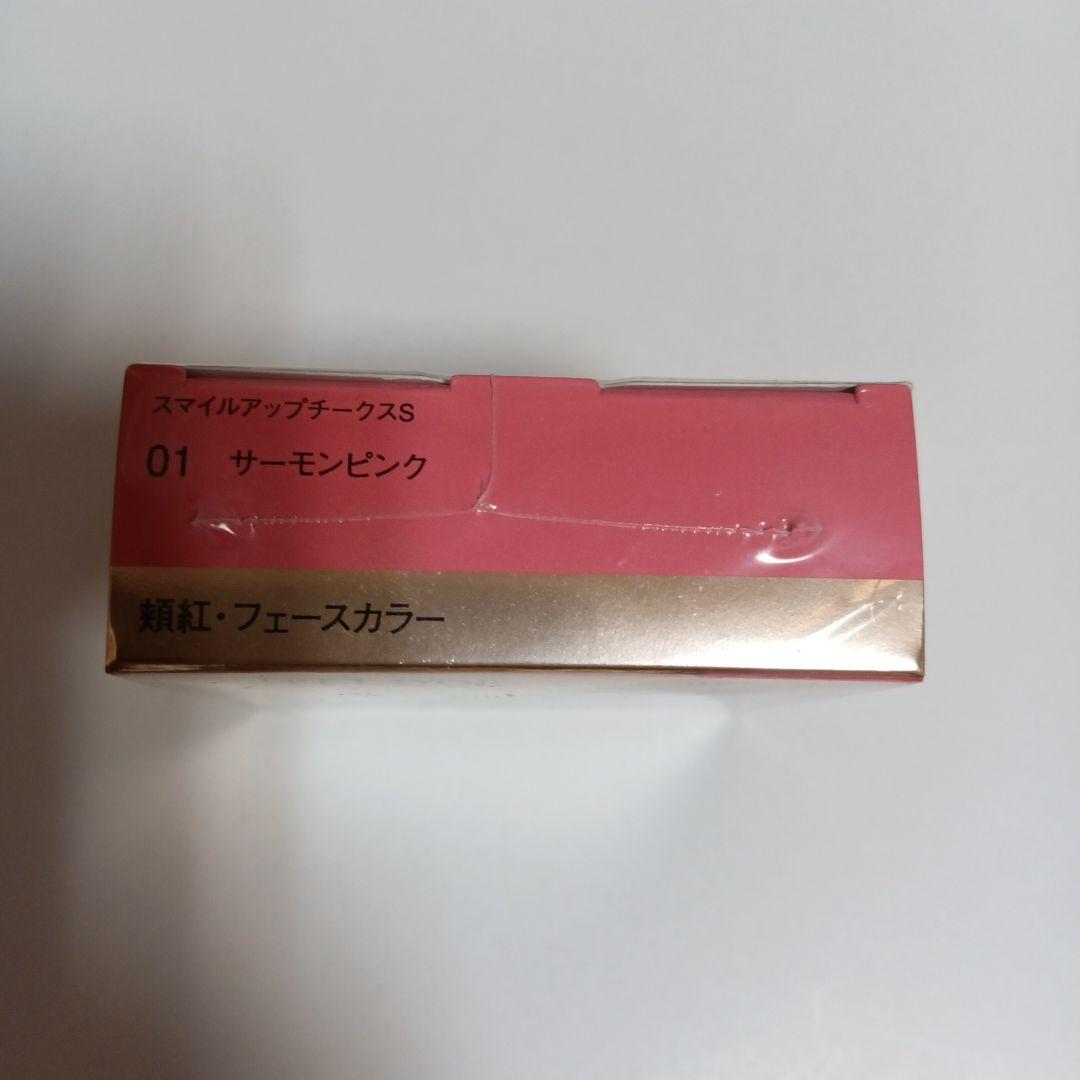 スマイルアップチークスS
01 サーモンピンク
頬紅・フェースカラー